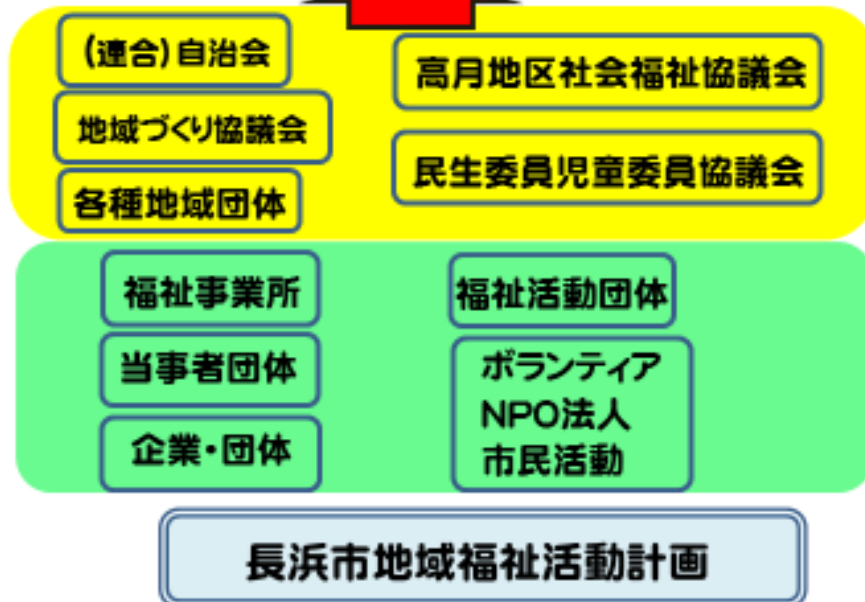 (連合)自治会
地域づくり協議会
各種地域団体
高月地区社会福祉協議会
民生委員児童委員協議会
福祉事業所
当事者団体
企業・団体
福祉活動団体
ボランティア
NPO法人
市民活動
長浜市地域福祉活動計画